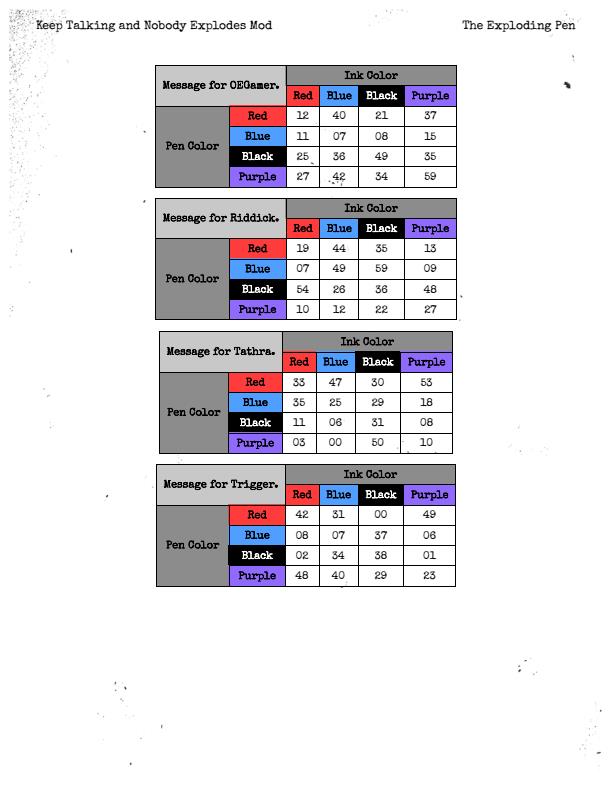 Keep Talking and Nobody Explodes Mod The Exploding Pen
Message for OEGamer. Ink Color
Red Blue Black Purple
Pen Color Red 12 40 21 37
Blue 11 07 08 15
Black 25 36 49 35
Purple 27 42 34 59
Message for Riddick. Ink Color
Red Blue Black Purple
Pen Color Red 19 44 35 13
Blue 07 49 59 09
Black 54 26 36 48
Purple 10 12 22 27
Message for Tathra. Ink Color
Red Blue Black Purple
Pen Color Red 33 47 30 53
Blue 35 25 29 18
Black 11 06 31 08
Purple 03 00 50 10
Message for Trigger. Ink Color
Red Blue Black Purple
Pen Color Red 42 31 00 49
Blue 08 07 37 06
Black 02 34 38 01
Purple 48 40 29 23